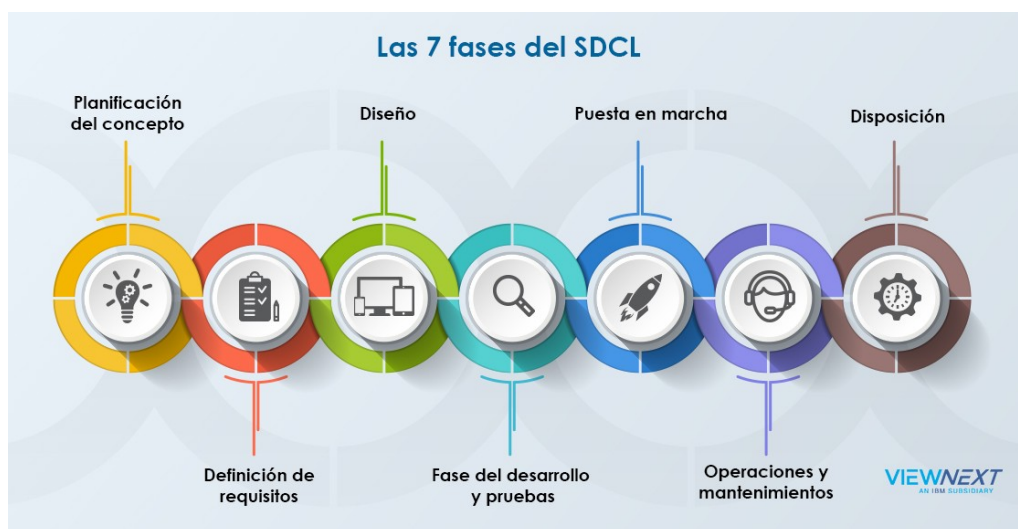 Las 7 fases del SDCL
Planificación
del concepto
Diseño
Puesta en marcha
Disposición
Definición de
requisitos
Fase del desarrollo
y pruebas
Operaciones y
mantenimientos
VIEWNEXT
AN IBM SUBSIDIARY